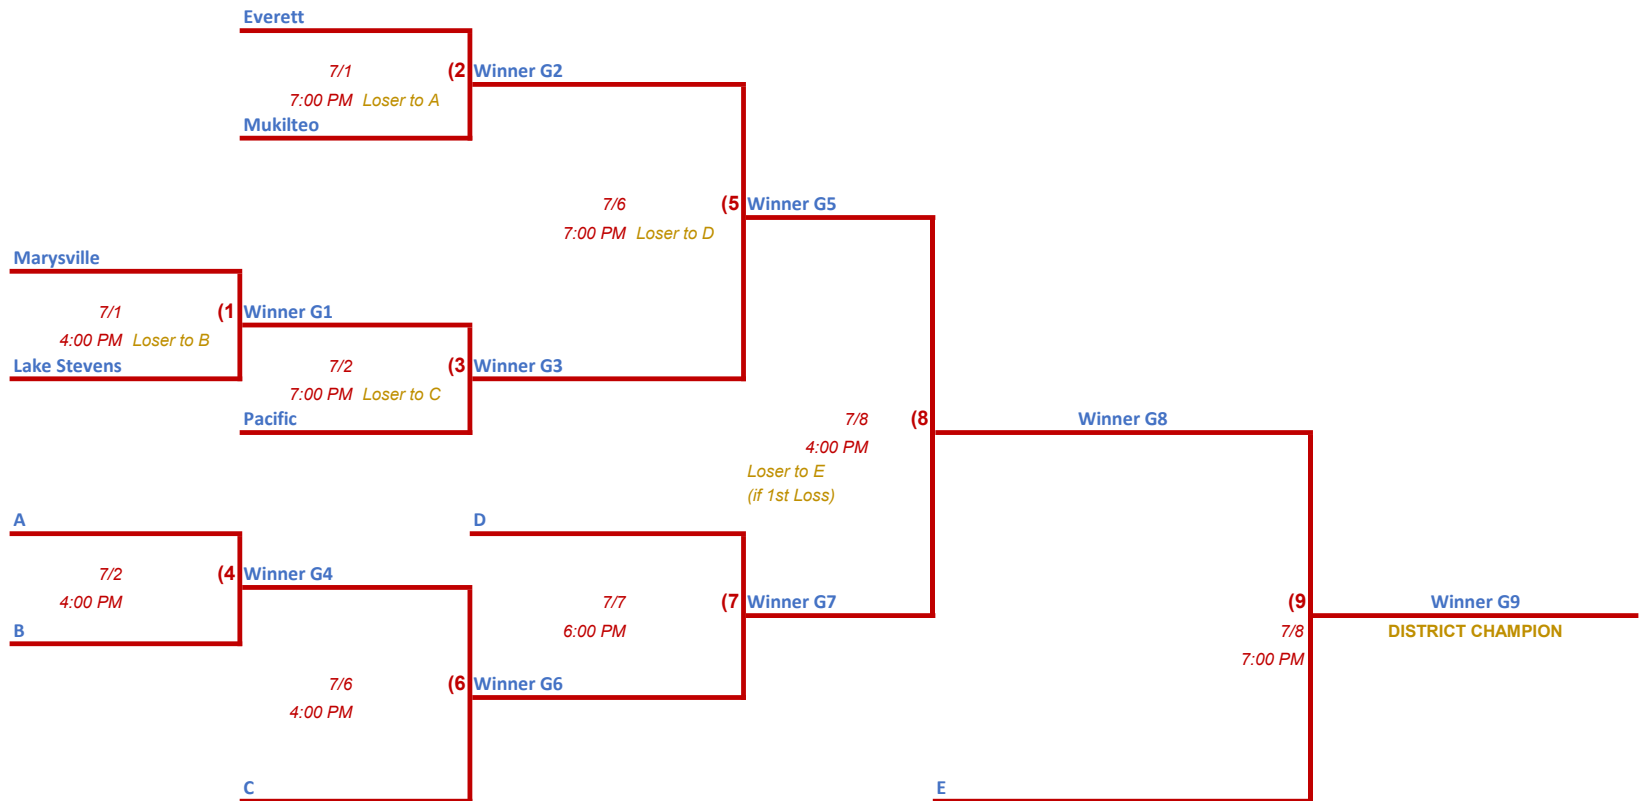 Everett
7/1 (2 Winner G2
7:00 PM Loser to A
Mukilteo
7/6 (5 Winner G5
7:00 PM Loser to D
Marysville
7/1 (1 Winner G1
4:00 PM Loser to B
Lake Stevens
7/2 (3 Winner G3
7:00 PM Loser to C
Pacific
7/8 (8 Winner G8
4:00 PM
Loser to E
(if 1st Loss)
A
D
7/2 (4 Winner G4
4:00 PM
7/7 (7 Winner G7
6:00 PM
(9 Winner G9
7/8 DISTRICT CHAMPION
7:00 PM
B
7/6 (6 Winner G6
4:00 PM
C
E